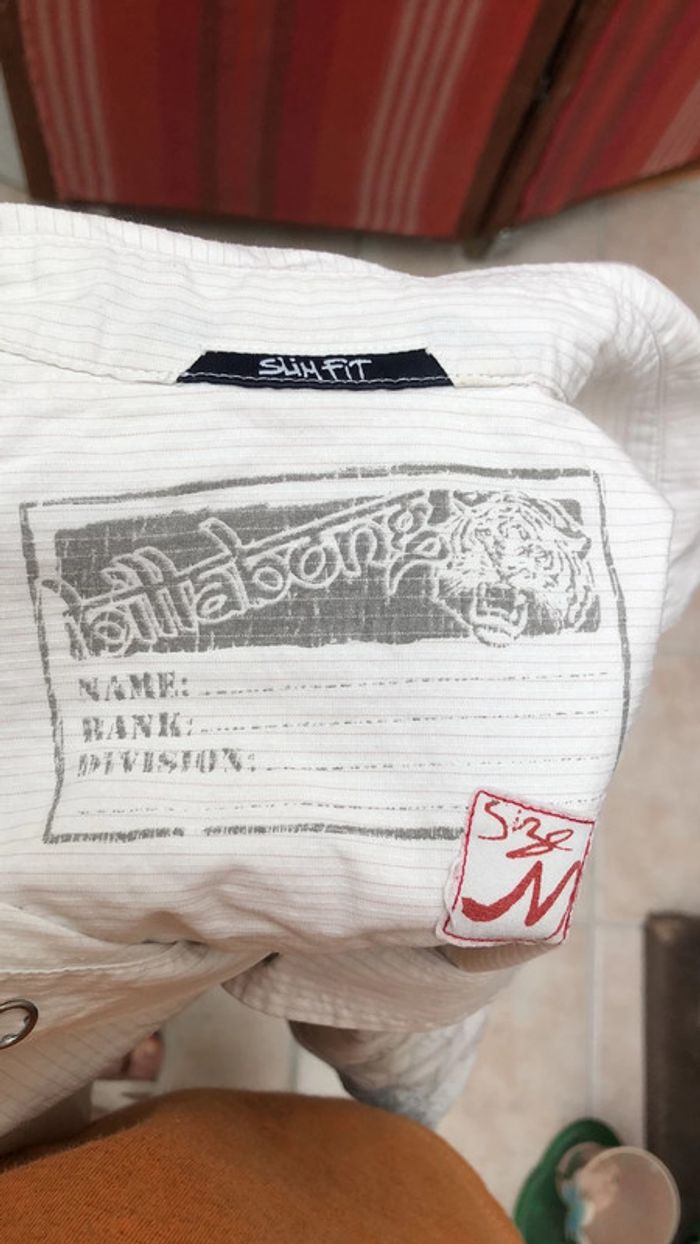 SLIM FIT
billabong
NAME:
RANK:
DIVISION:
Size
M